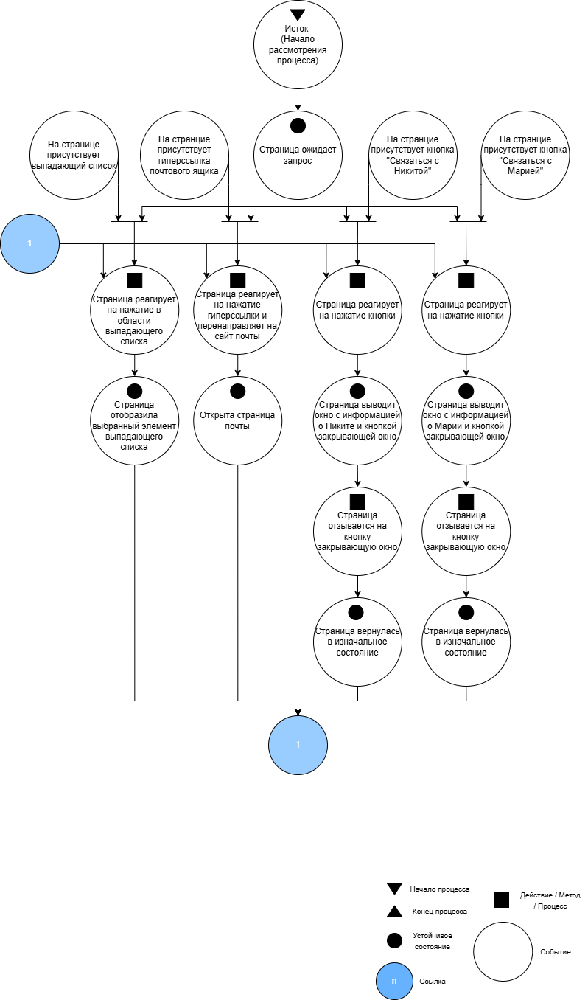 Исток
(Начало
рассмотрения
процесса)
На странице
присутствует
выпадающий список
На странцие
присутствует
гиперссылка
почтового ящика
Страница ожидает
запрос
На странцие
присутствует кнопка
"Связаться с
Никитой"
На странцие
присутствует кнопка
"Связаться с
Марией"
1
Страница реагирует
на нажатие в
области
выпадающего
списка
Страница реагирует
на нажатие
гиперссылки и
перенаправляет на
сайт почты
Страница реагирует
на нажатие кнопки
Страница реагирует
на нажатие кнопки
Страница
отобразила
выбранный элемент
выпадающего
списка
Открыта страница
почты
Страница выводит
окно с информацией
о Никите и кнопкой
закрывающей окно
Страница выводит
окно с информацией
о Марии и кнопкой
закрывающей окно
Страница
отзывается на
кнопку
закрывающую окно
Страница
отзывается на
кнопку
закрывающую окно
Страница вернулась
в изначальное
состояние
Страница вернулась
в изначальное
состояние
1
Начало процесса
Действие / Метод
/ Процесс
Конец процесса
Устойчивое
состояние
Событие
n
Ссылка